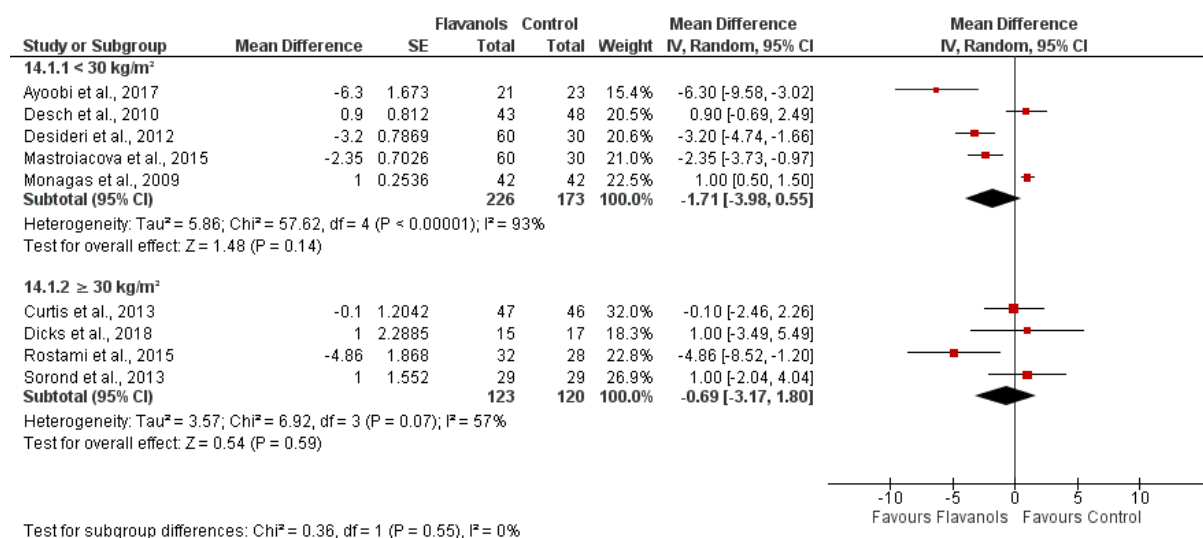 Flavanols Control Mean Difference Mean Difference
Study or Subgroup Mean Difference SE Total Total Weight IV, Random, 95% CI IV, Random, 95% CI
14.1.1 < 30 kg/m²
Ayoobi et al., 2017 -6.3 1.673 21 23 15.4% -6.30 [-9.58, -3.02]
Desch et al., 2010 0.9 0.812 43 48 20.5% 0.90 [-0.69, 2.49]
Desideri et al., 2012 -3.2 0.7869 60 30 20.6% -3.20 [-4.74, -1.66]
Mastroiacova et al., 2015 -2.35 0.7026 60 30 21.0% -2.35 [-3.73, -0.97]
Monagas et al., 2009 1 0.2536 42 42 22.5% 1.00 [0.50, 1.50]
Subtotal (95% CI) 226 173 100.0% -1.71 [-3.98, 0.55]
Heterogeneity: Tau² = 5.86; Chi² = 57.62, df = 4 (P < 0.00001); I² = 93%
Test for overall effect: Z = 1.48 (P = 0.14)
14.1.2 ≥ 30 kg/m²
Curtis et al., 2013 -0.1 1.2042 47 46 32.0% -0.10 [-2.46, 2.26]
Dicks et al., 2018 1 2.2885 15 17 18.3% 1.00 [-3.49, 5.49]
Rostami et al., 2015 -4.86 1.868 32 28 22.8% -4.86 [-8.52, -1.20]
Sorond et al., 2013 1 1.552 29 29 26.9% 1.00 [-2.04, 4.04]
Subtotal (95% CI) 123 120 100.0% -0.69 [-3.17, 1.80]
Heterogeneity: Tau² = 3.57; Chi² = 6.92, df = 3 (P = 0.07); I² = 57%
Test for overall effect: Z = 0.54 (P = 0.59)
-10 -5 0 5 10
Favours Flavanols Favours Control
Test for subgroup differences: Chi² = 0.36, df = 1 (P = 0.55), I² = 0%